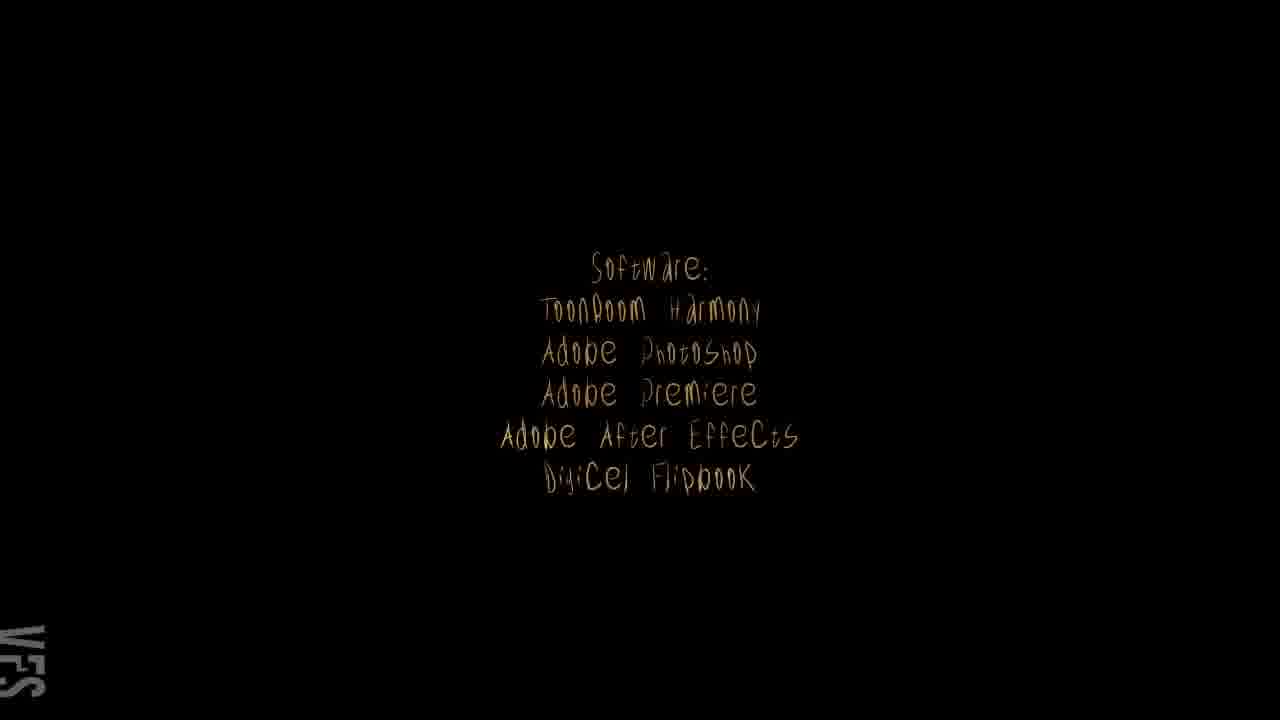 Software:
ToonBoom Harmony
Adobe Photoshop
Adobe Premiere
Adobe After Effects
DigiCel Flipbook
VFS